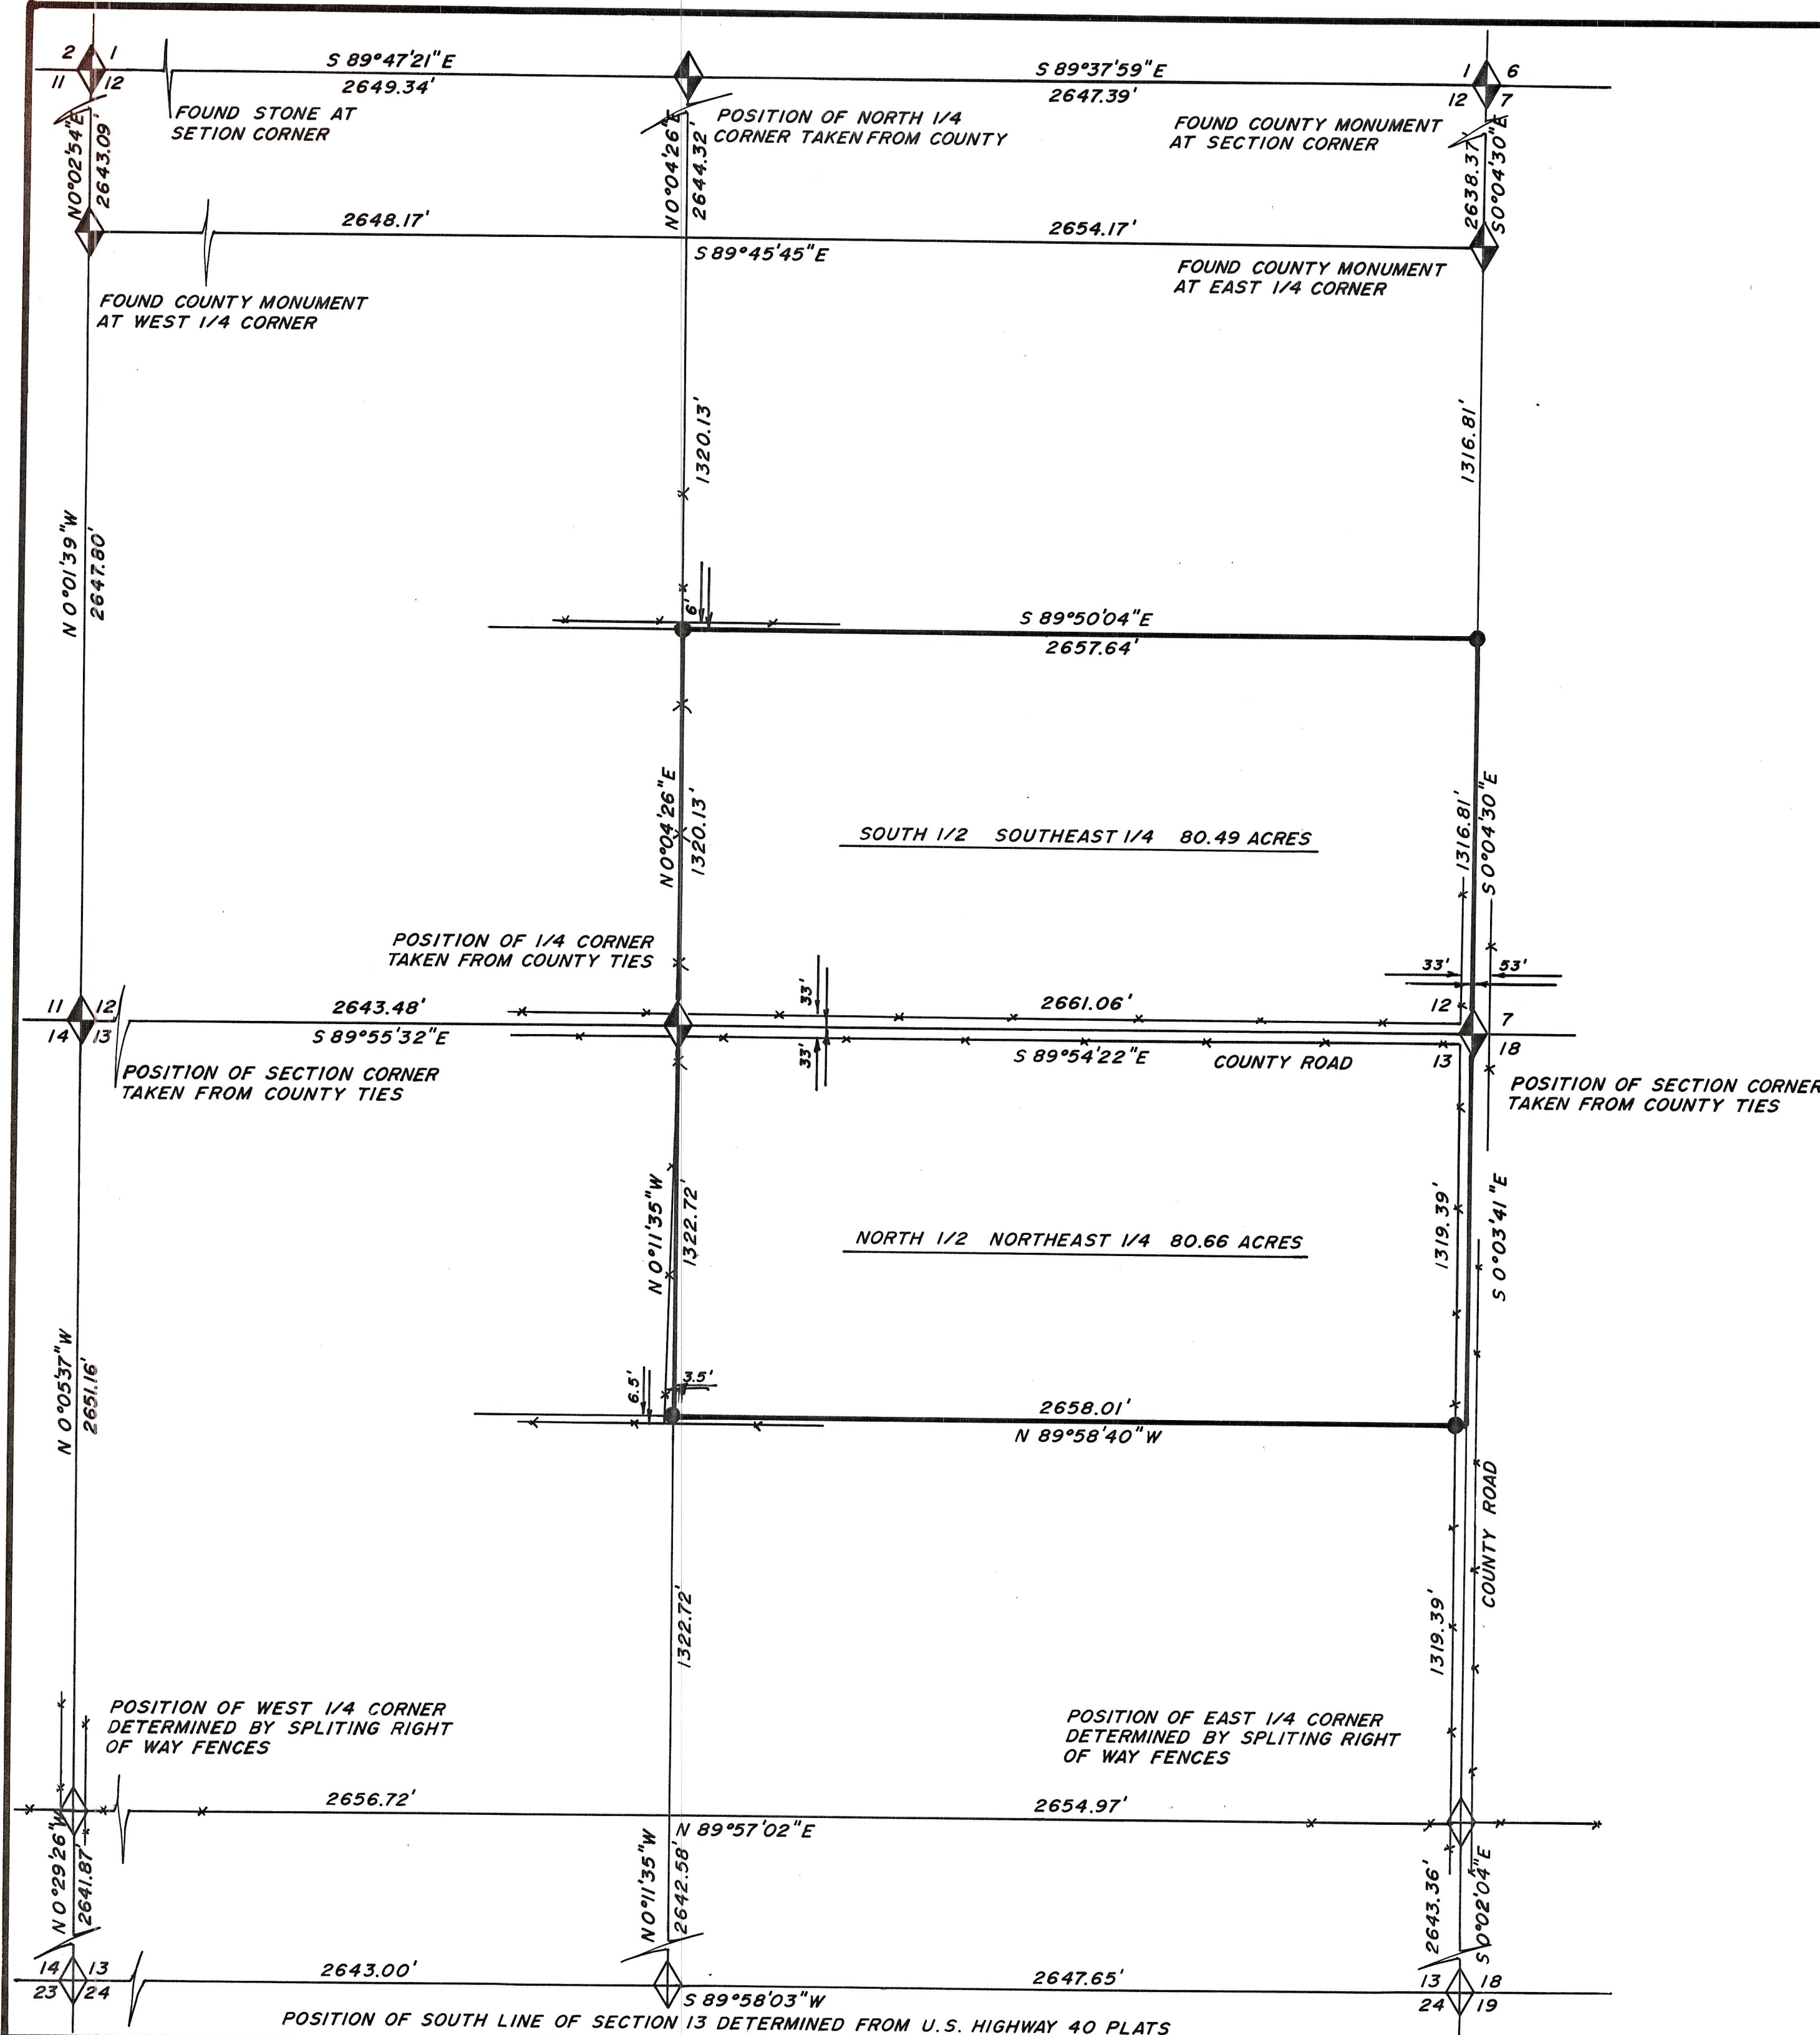 2 1
11 12
S 89°47'21"E
2649.34'
S 89°37'59"E
2647.39'
1 6
12 7
FOUND STONE AT
SETION CORNER
POSITION OF NORTH 1/4
CORNER TAKEN FROM COUNTY
FOUND COUNTY MONUMENT
AT SECTION CORNER
N0°02'54"E
2643.09'
N0°04'26"E
2644.32'
2638.37'
S0°04'30"E
2648.17'
2654.17'
S 89°45'45"E
FOUND COUNTY MONUMENT
AT WEST 1/4 CORNER
FOUND COUNTY MONUMENT
AT EAST 1/4 CORNER
1320.13'
1316.81'
N 0°01'39"W
2647.80'
6'
S 89°50'04"E
2657.64'
N0°04'26"E
1320.13'
SOUTH 1/2 SOUTHEAST 1/4 80.49 ACRES
1316.81'
S 0°04'30"E
POSITION OF 1/4 CORNER
TAKEN FROM COUNTY TIES
33' 53'
11 12
14 13
2643.48'
S 89°55'32"E
33'
33'
2661.06'
S 89°54'22"E
COUNTY ROAD
12 7
13 18
POSITION OF SECTION CORNER
TAKEN FROM COUNTY TIES
POSITION OF SECTION CORNER
TAKEN FROM COUNTY TIES
N 0°11'35"W
1322.72'
NORTH 1/2 NORTHEAST 1/4 80.66 ACRES
1319.39'
S 0°03'41"E
N 0°05'37"W
2651.16'
6.5'
3.5'
2658.01'
N 89°58'40"W
COUNTY ROAD
1322.72'
1319.39'
POSITION OF WEST 1/4 CORNER
DETERMINED BY SPLITING RIGHT
OF WAY FENCES
POSITION OF EAST 1/4 CORNER
DETERMINED BY SPLITING RIGHT
OF WAY FENCES
2656.72'
2654.97'
N 89°57'02"E
N 0°29'26"W
2641.87'
N0°11'35"W
2642.58'
2643.36'
S 0°02'04"E
14 13
23 24
2643.00'
2647.65'
S 89°58'03"W
13 18
24 19
POSITION OF SOUTH LINE OF SECTION 13 DETERMINED FROM U.S. HIGHWAY 40 PLATS